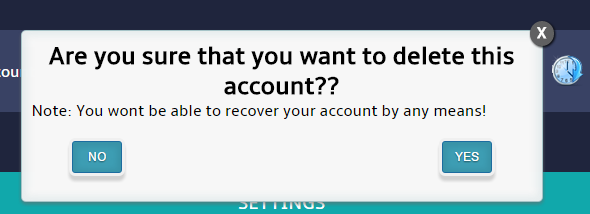 Are you sure that you want to delete this
account??
Note: You wont be able to recover your account by any means!
NO
YES
X
SETTINGS